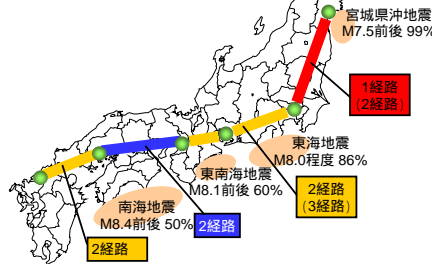 宮城県沖地震
M7.5前後 99%
1経路
(2経路)
東海地震
M8.0程度 86%
東南海地震
M8.1前後 60%
2経路
(3経路)
南海地震
M8.4前後 50%
2経路
2経路